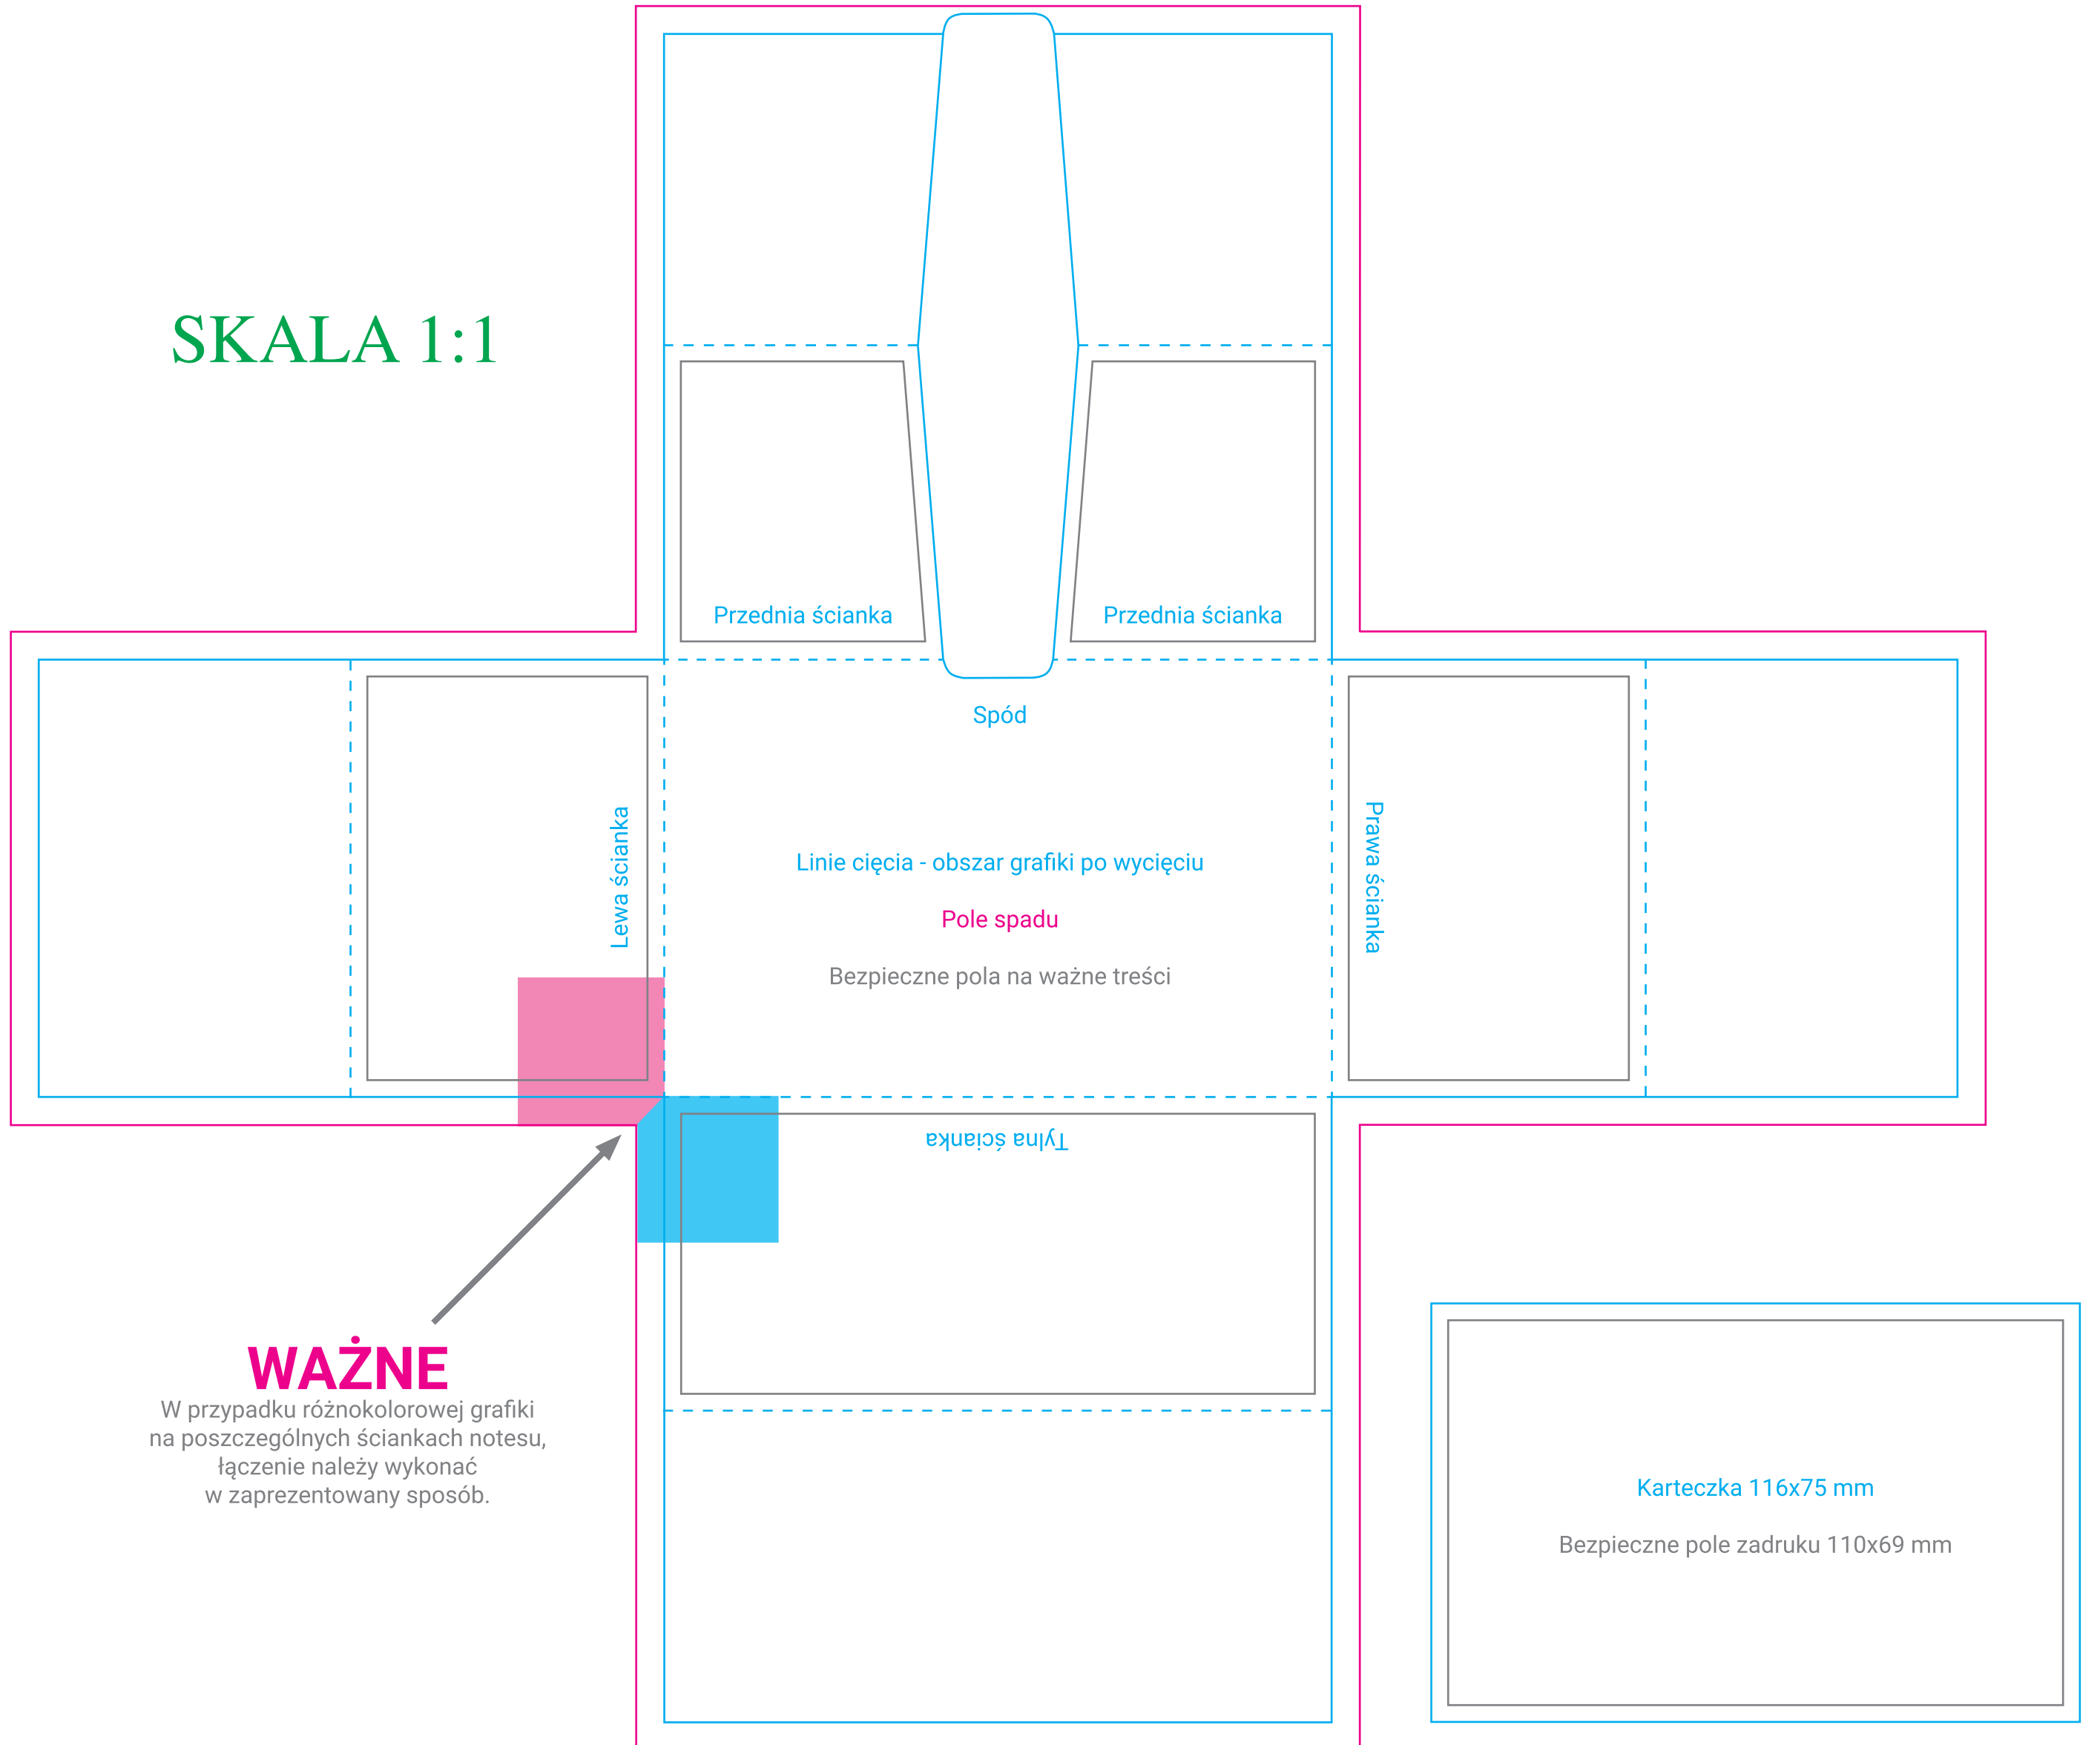 SKALA 1:1
Przednia ścianka
Przednia ścianka
Spód
Lewa ścianka
Prawa ścianka
Linie cięcia - obszar grafiki po wycięciu
Pole spadu
Bezpieczne pola na ważne treści
Tylna ścianka
WAŻNE
W przypadku różnokolorowej grafiki
na poszczególnych ściankach notesu,
łączenie należy wykonać
w zaprezentowany sposób.
Karteczka 116x75 mm
Bezpieczne pole zadruku 110x69 mm